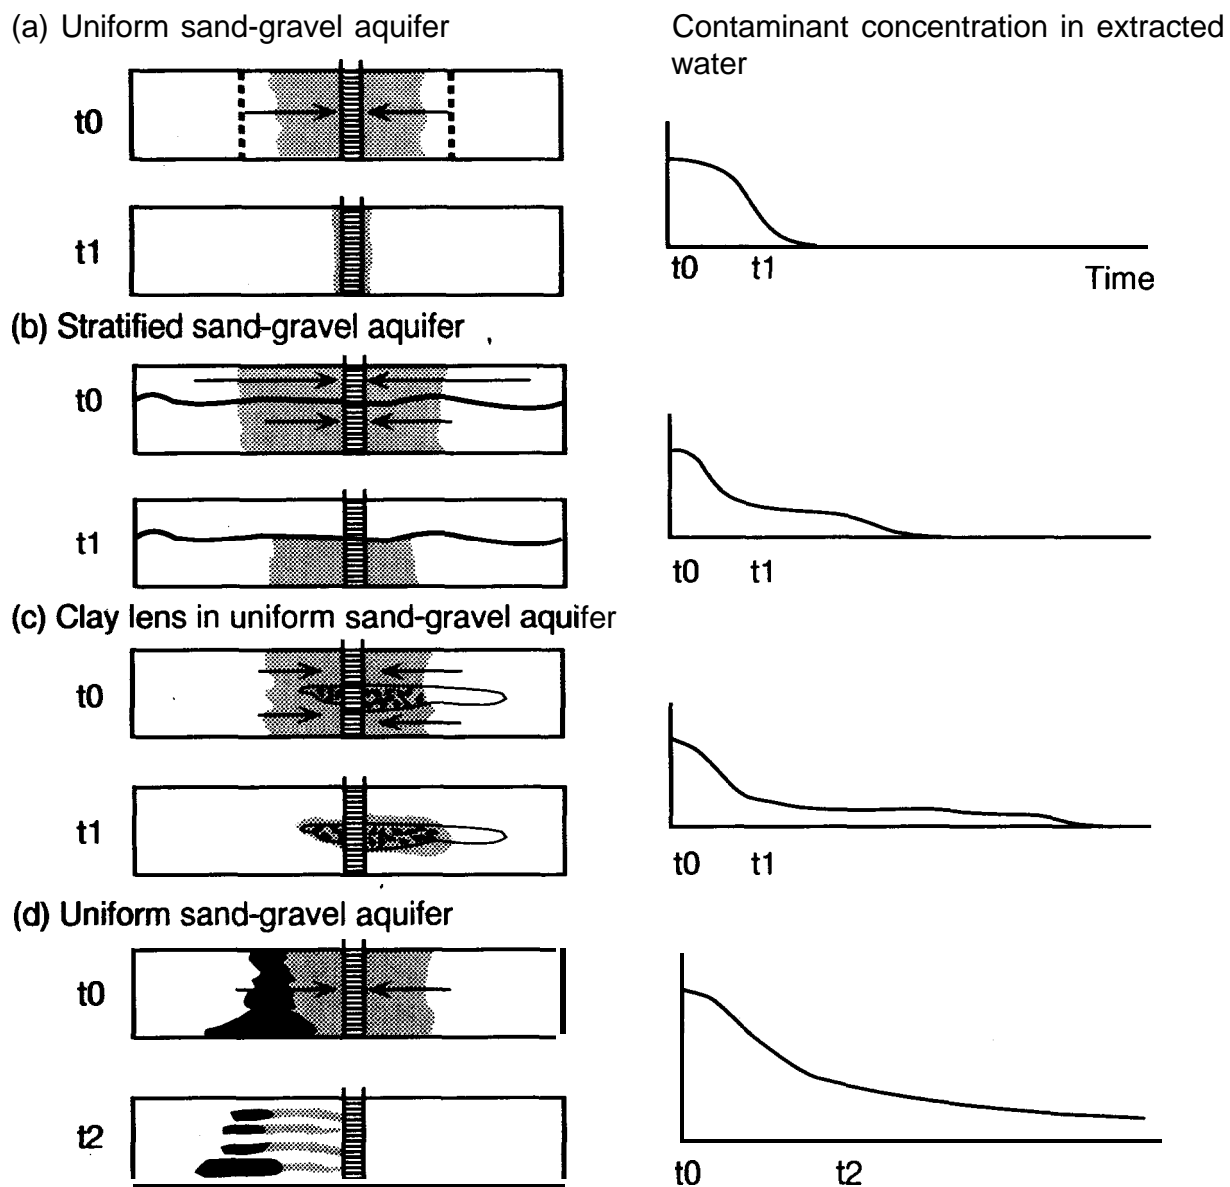 (a) Uniform sand-gravel aquifer
Contaminant concentration in extracted
water
t0
t1
t0 t1
Time
(b) Stratified sand-gravel aquifer
t0
t1
t0 t1
(c) Clay lens in uniform sand-gravel aquifer
t0
t1
t0 t1
(d) Uniform sand-gravel aquifer
t0
t2
t0 t2